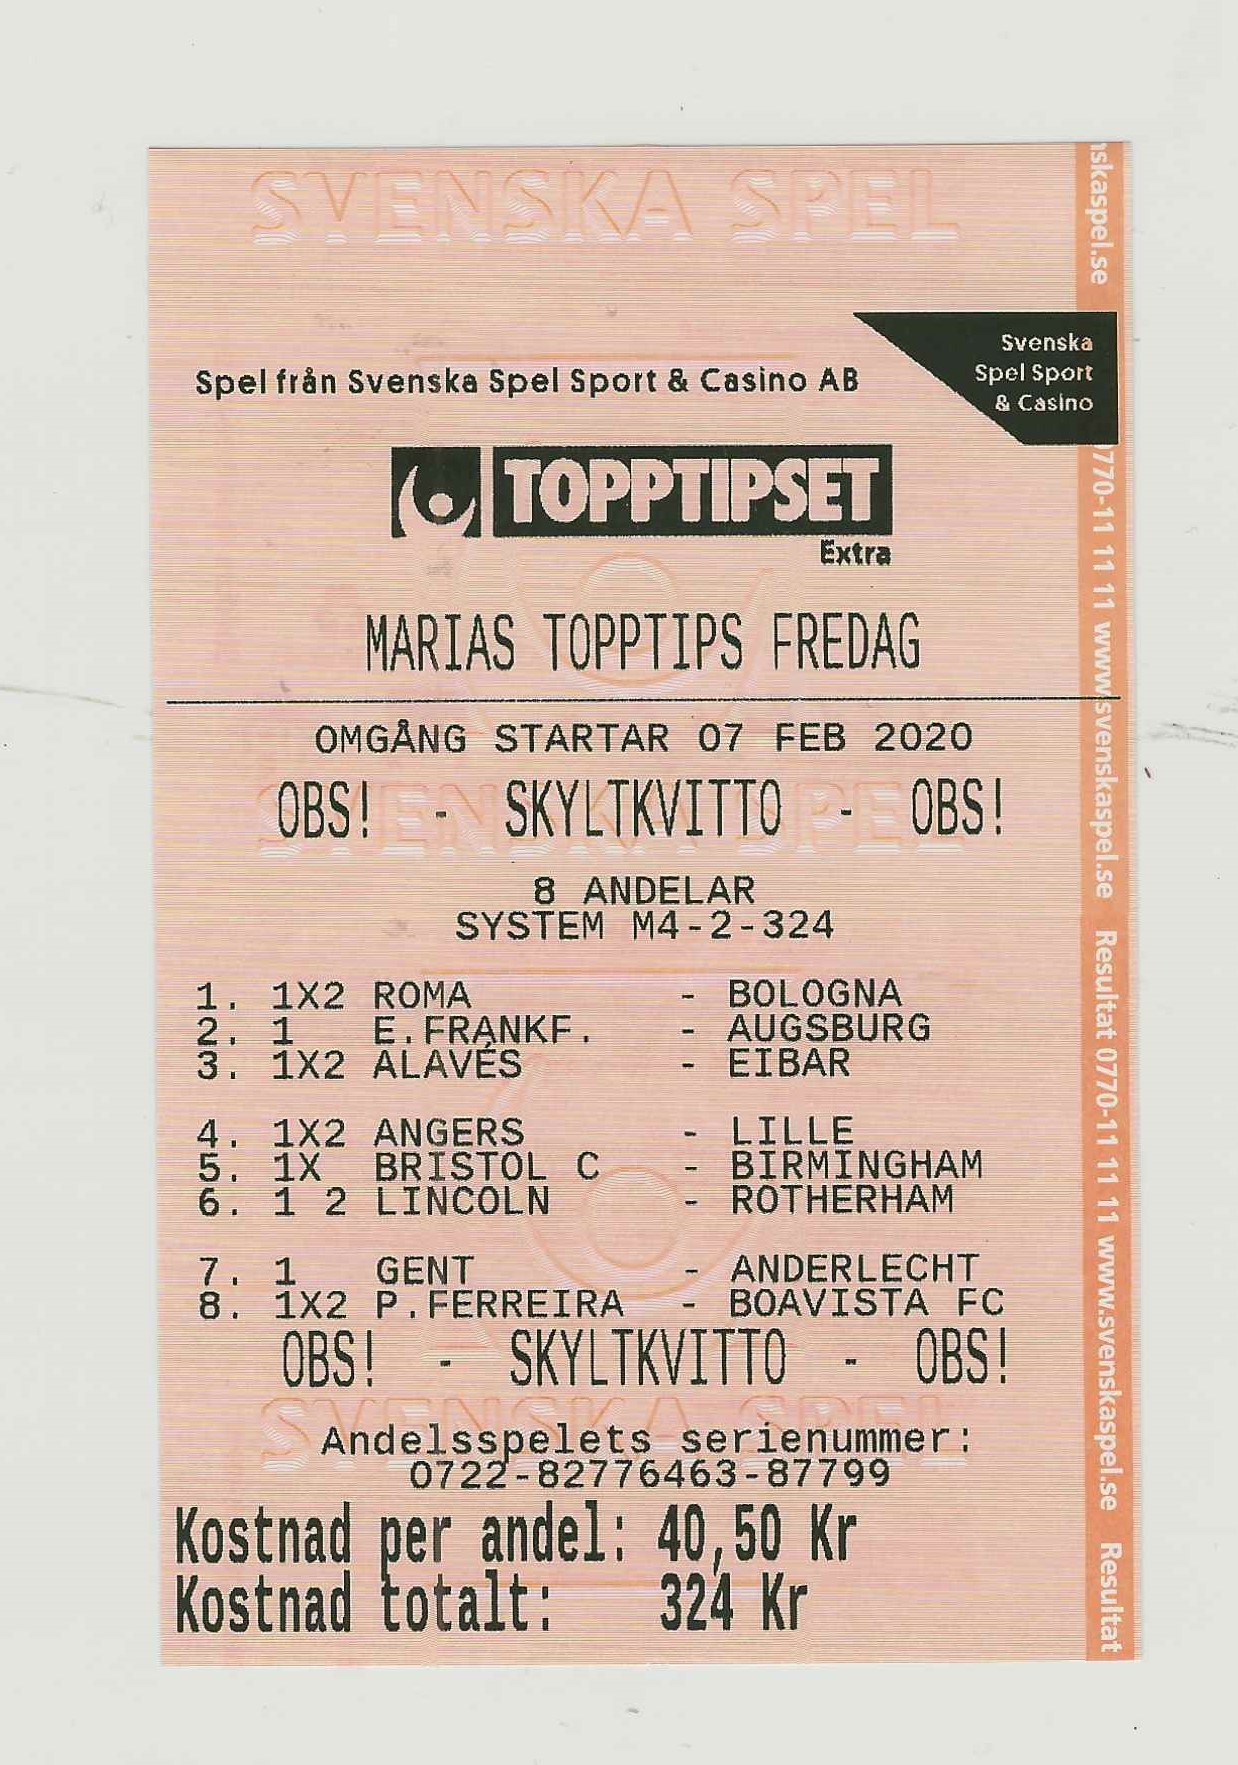 SVENSKA SPEL
nskaspel.se
Svenska
Spel Sport
& Casino
Spel från Svenska Spel Sport & Casino AB
TOPPTIPSET
Extra
MARIAS TOPPTIPS FREDAG
OMGÅNG STARTAR 07 FEB 2020
OBS! - SKYLTKVITTO - OBS!
SVENSKA SPEL
8 ANDELAR
SYSTEM M4-2-324
1. 1X2 ROMA - BOLOGNA
2. 1 E.FRANKF. - AUGSBURG
3. 1X2 ALAVÉS - EIBAR
4. 1X2 ANGERS - LILLE
5. 1X BRISTOL C - BIRMINGHAM
6. 1 2 LINCOLN - ROTHERHAM
7. 1 GENT - ANDERLECHT
8. 1X2 P.FERREIRA - BOAVISTA FC
OBS! - SKYLTKVITTO - OBS!
SVENSKA SPEL
Andelsspelets serienummer:
0722-82776463-87799
Kostnad per andel: 40,50 Kr
Kostnad totalt: 324 Kr
0770-11 11 11 www.svenskaspel.se Resultat 0770-11 11 11 www.svenskaspel.se Resultat